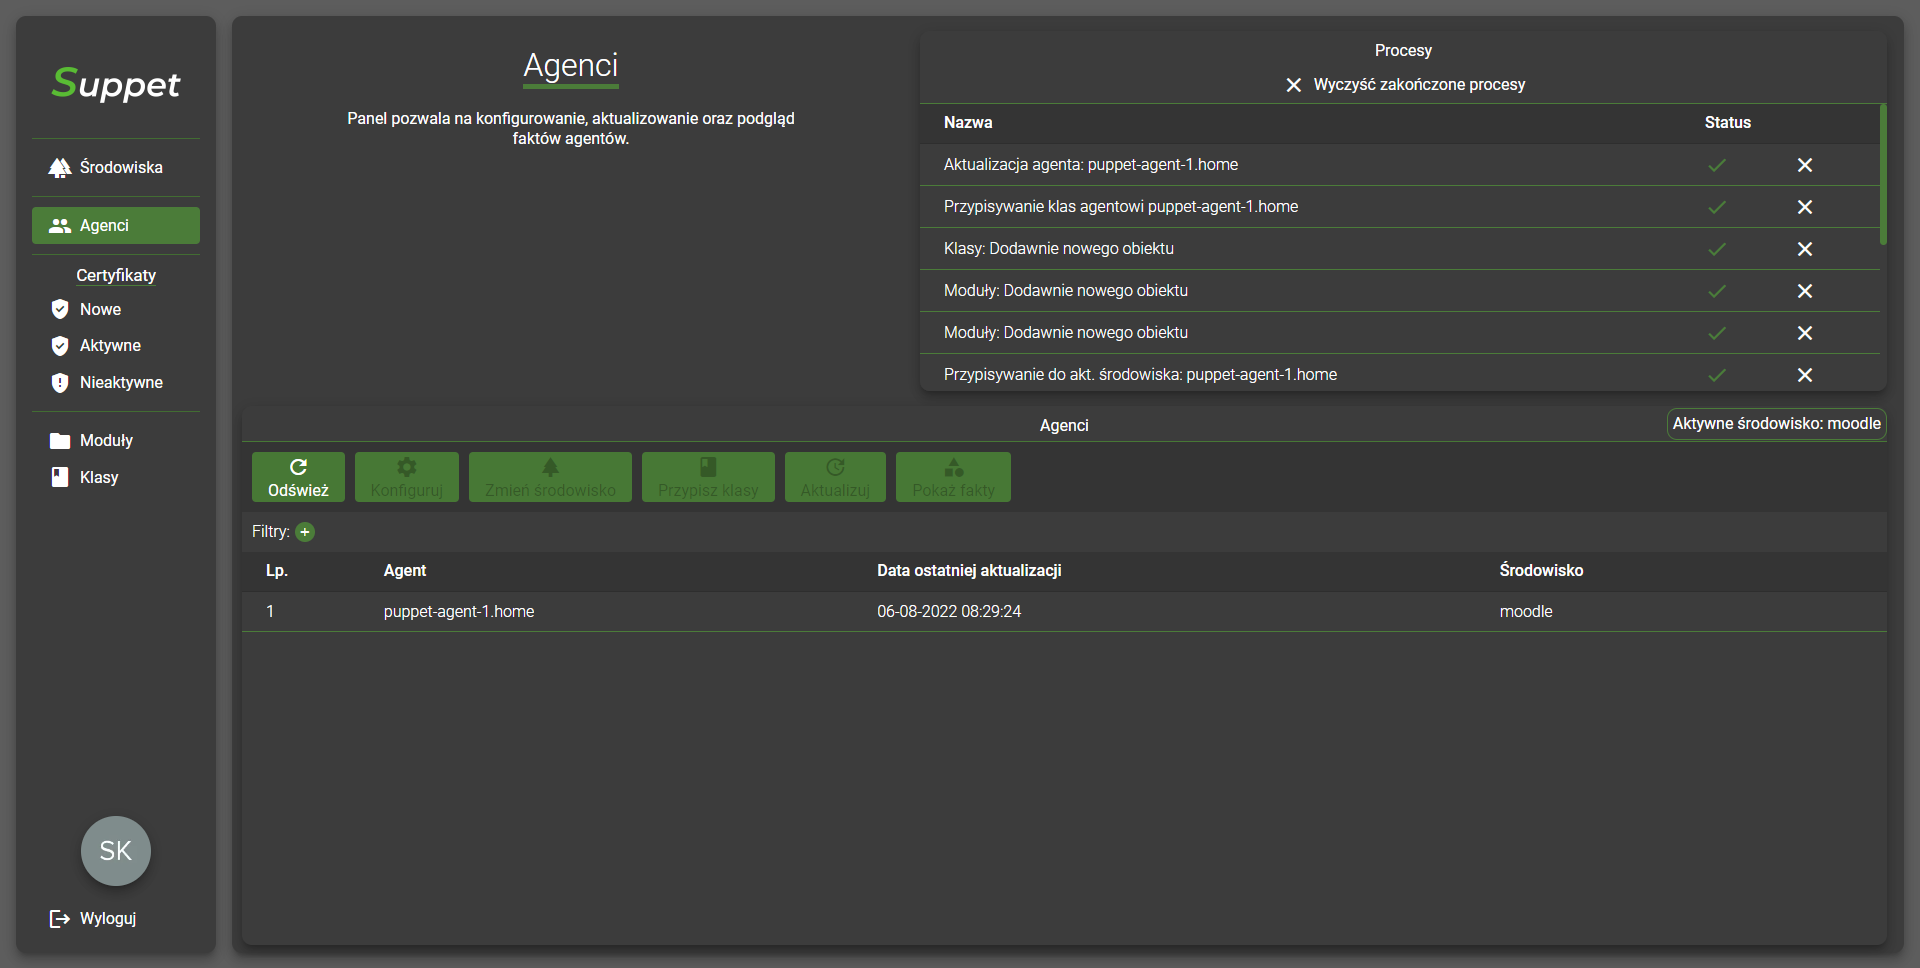 Suppet
Środowiska
Agenci
Certyfikaty
Nowe
Aktywne
Nieaktywne
Moduły
Klasy
SK
Wyloguj
Agenci
Panel pozwala na konfigurowanie, aktualizowanie oraz podgląd
faktów agentów.
Procesy
Wyczyść zakończone procesy
Nazwa Status
Aktualizacja agenta: puppet-agent-1.home
Przypisywanie klas agentowi puppet-agent-1.home
Klasy: Dodawnie nowego obiektu
Moduły: Dodawnie nowego obiektu
Moduły: Dodawnie nowego obiektu
Przypisywanie do akt. środowiska: puppet-agent-1.home
Agenci
Aktywne środowisko: moodle
Odśwież Konfiguruj Zmień środowisko Przypisz klasy Aktualizuj Pokaż fakty
Filtry:
Lp. Agent Data ostatniej aktualizacji Środowisko
1 puppet-agent-1.home 06-08-2022 08:29:24 moodle